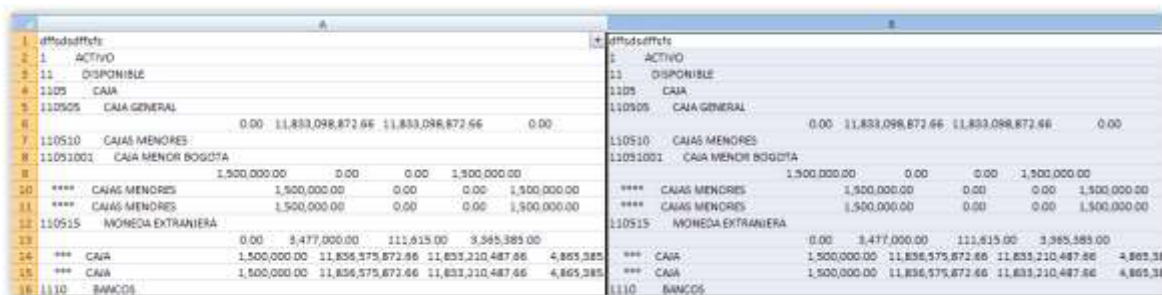 A B
1 dffsdsdffsfs dffsdsdffsfs
2 1 ACTIVO 1 ACTIVO
3 11 DISPONIBLE 11 DISPONIBLE
4 1105 CAJA 1105 CAJA
5 110505 CAJA GENERAL 110505 CAJA GENERAL
6 0.00 11,833,098,872.66 11,833,098,872.66 0.00 0.00 11,833,098,872.66 11,833,098,872.66 0.00
7 110510 CAJAS MENORES 110510 CAJAS MENORES
8 11051001 CAJA MENOR BOGOTA 11051001 CAJA MENOR BOGOTA
9 1,500,000.00 0.00 0.00 1,500,000.00 1,500,000.00 0.00 0.00 1,500,000.00
10 **** CAJAS MENORES 1,500,000.00 0.00 0.00 1,500,000.00 **** CAJAS MENORES 1,500,000.00 0.00 0.00 1,500,000.00
11 **** CAJAS MENORES 1,500,000.00 0.00 0.00 1,500,000.00 **** CAJAS MENORES 1,500,000.00 0.00 0.00 1,500,000.00
12 110515 MONEDA EXTRANJERA 110515 MONEDA EXTRANJERA
13 0.00 3,477,000.00 111,615.00 3,365,385.00 0.00 3,477,000.00 111,615.00 3,365,385.00
14 *** CAJA 1,500,000.00 11,836,575,872.66 11,833,210,487.66 4,865,385. *** CAJA 1,500,000.00 11,836,575,872.66 11,833,210,487.66 4,865,38
15 *** CAJA 1,500,000.00 11,836,575,872.66 11,833,210,487.66 4,865,385. *** CAJA 1,500,000.00 11,836,575,872.66 11,833,210,487.66 4,865,38
16 1110 BANCOS 1110 BANCOS